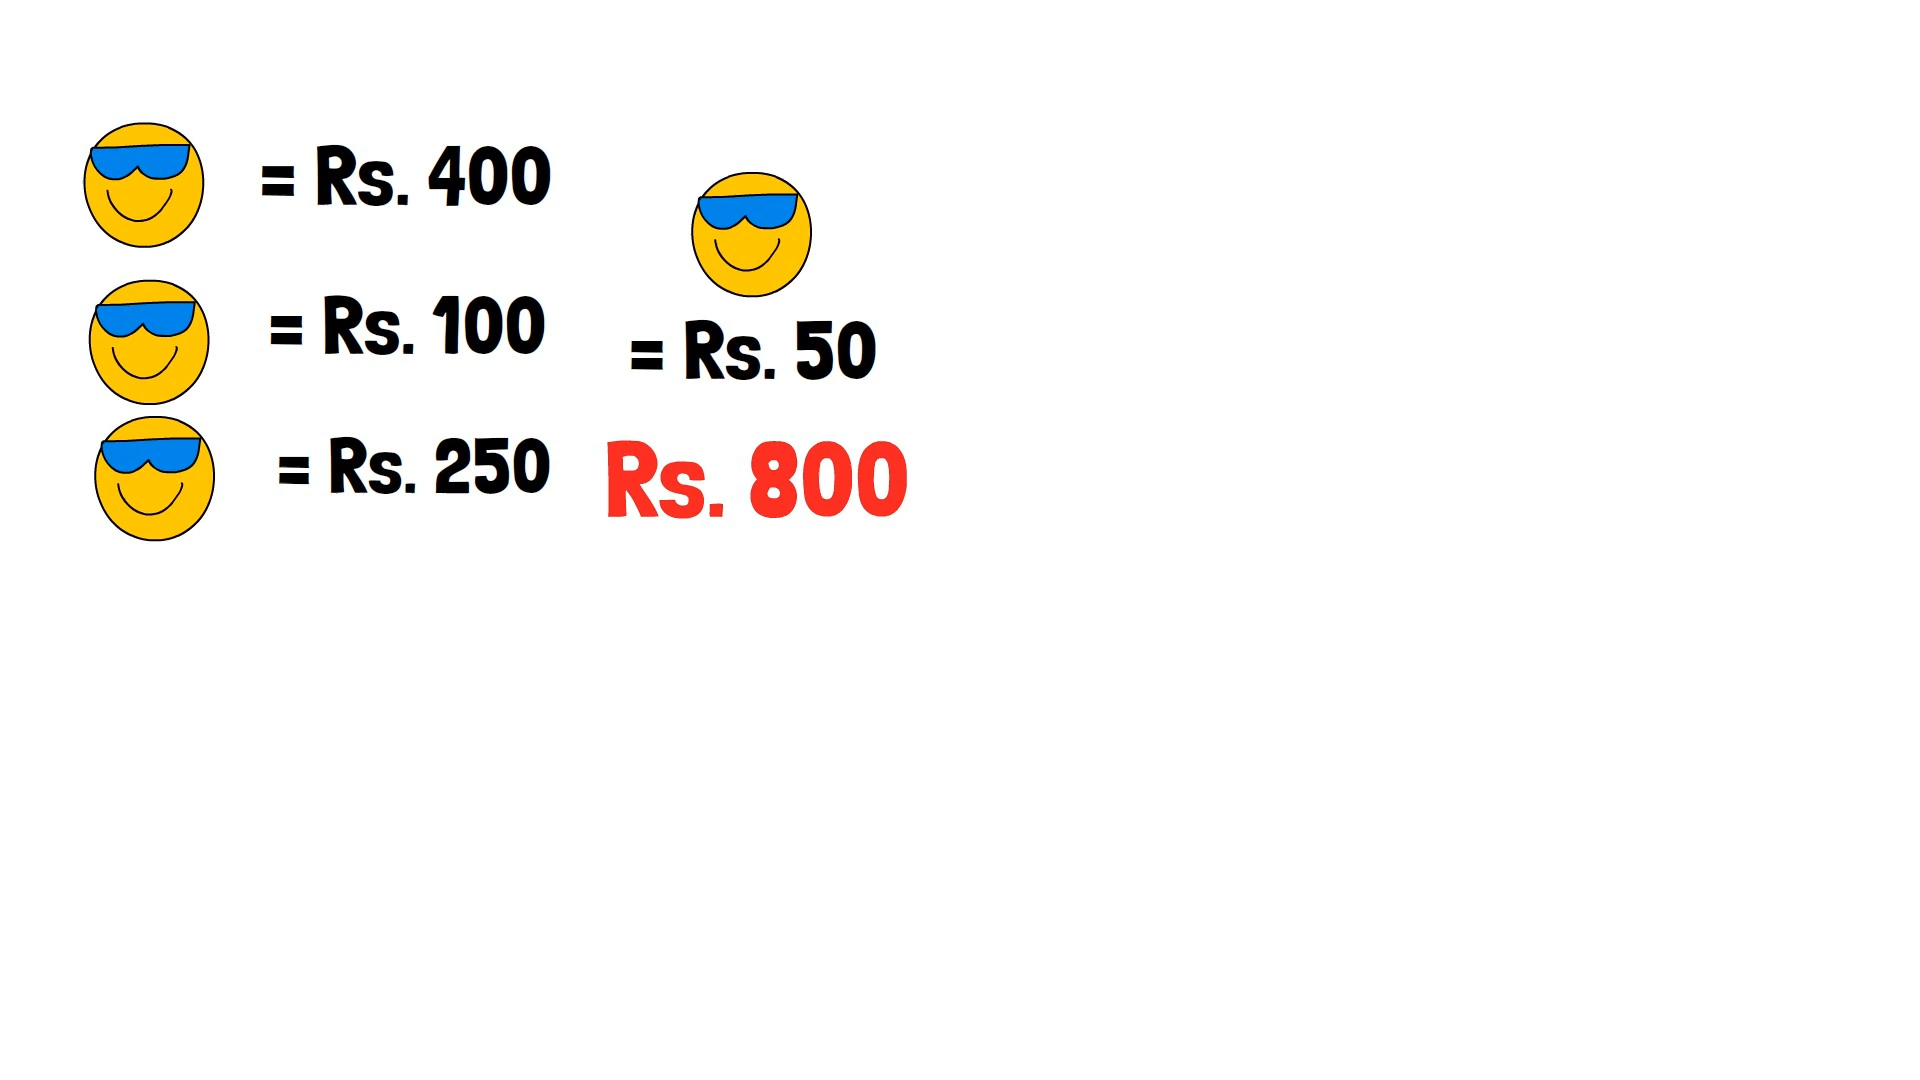 = Rs. 400
= Rs. 100
= Rs. 250
= Rs. 50
Rs. 800